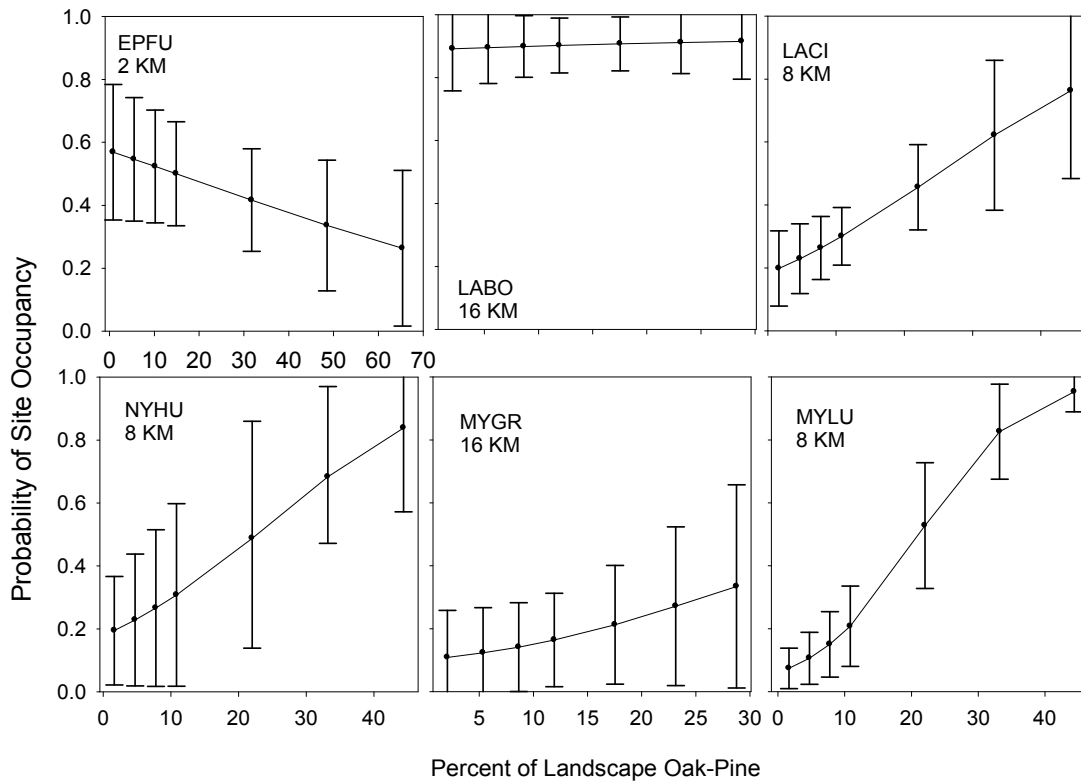 1.0
0.8
0.6
0.4
0.2
0.0
EPFU
2 KM
0 10 20 30 40 50 60 70
LABO
16 KM
LACI
8 KM
Probability of Site Occupancy
1.0
0.8
0.6
0.4
0.2
0.0
NYHU
8 KM
0 10 20 30 40
MYGR
16 KM
5 10 15 20 25 30
MYLU
8 KM
0 10 20 30 40
Percent of Landscape Oak-Pine